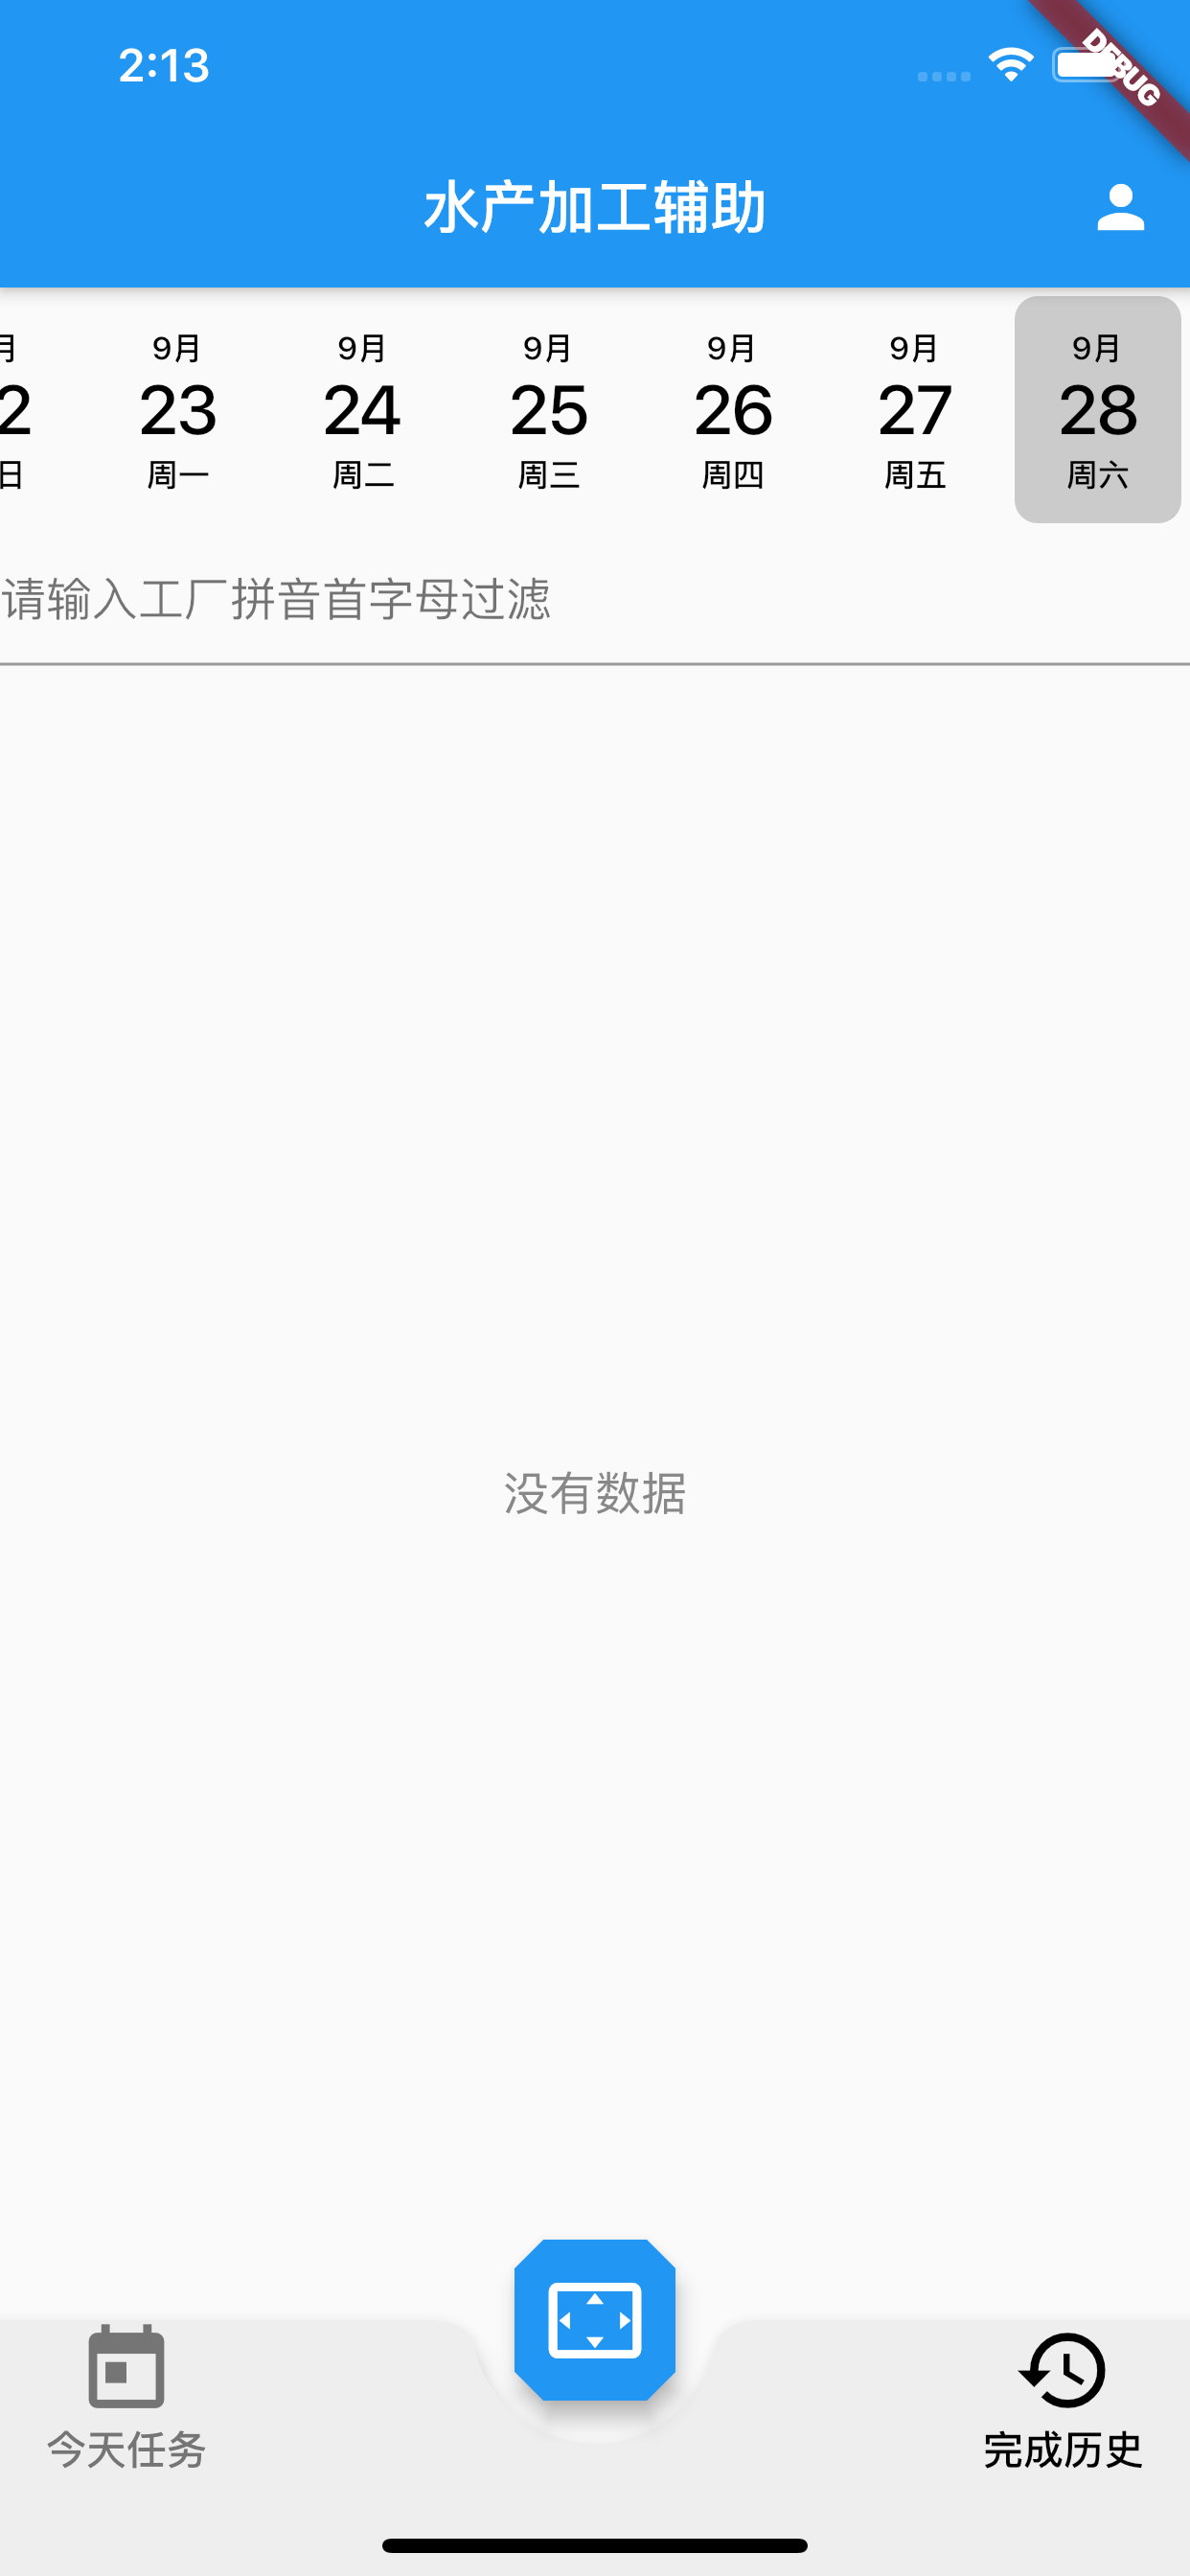 2:13
DEBUG
水产加工辅助
月 9月 9月 9月 9月 9月 9月
2 23 24 25 26 27 28
日 周一 周二 周三 周四 周五 周六
请输入工厂拼音首字母过滤
没有数据
今天任务 完成历史